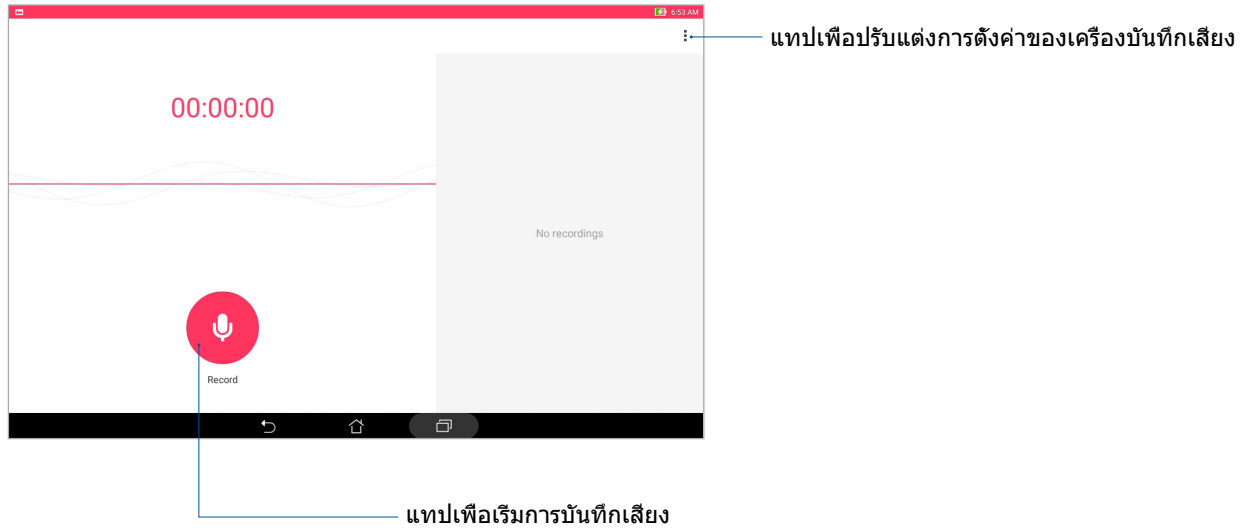 6:53 AM
แทปเพื่อปรับแต่งการตั้งค่าของเครื่องบันทึกเสียง
00:00:00
No recordings
Record
แทปเพื่อเริ่มการบันทึกเสียง